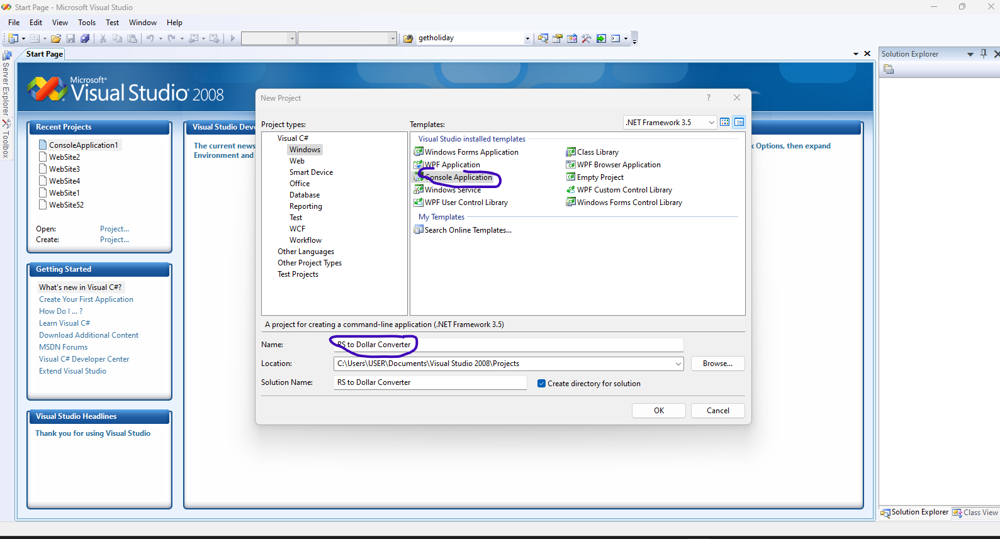 Start Page - Microsoft Visual Studio
File Edit View Tools Test Window Help
getholiday
Server Explorer
Toolbox
Start Page
Microsoft®
Visual Studio® 2008
Recent Projects
ConsoleApplication1
WebSite2
WebSite3
WebSite4
WebSite1
WebSite52
Open: Project...
Create: Project...
Getting Started
What's new in Visual C#?
Create Your First Application
How Do I ... ?
Learn Visual C#
Download Additional Content
MSDN Forums
Visual C# Developer Center
Extend Visual Studio
Visual Studio Headlines
Thank you for using Visual Studio
Visual Studio Deve
The current news
Environment and
x Options, then expand
New Project
?
Project types:
Visual C#
Windows
Web
Smart Device
Office
Database
Reporting
Test
WCF
Workflow
Other Languages
Other Project Types
Test Projects
Templates:
.NET Framework 3.5
Visual Studio installed templates
Windows Forms Application
WPF Application
Console Application
Windows Service
WPF User Control Library
Class Library
WPF Browser Application
Empty Project
WPF Custom Control Library
Windows Forms Control Library
My Templates
Search Online Templates...
A project for creating a command-line application (.NET Framework 3.5)
Name: RS to Dollar Converter
Location: C:\Users\USER\Documents\Visual Studio 2008\Projects Browse...
Solution Name: RS to Dollar Converter Create directory for solution
OK Cancel
Solution Explorer
Solution Explorer Class View